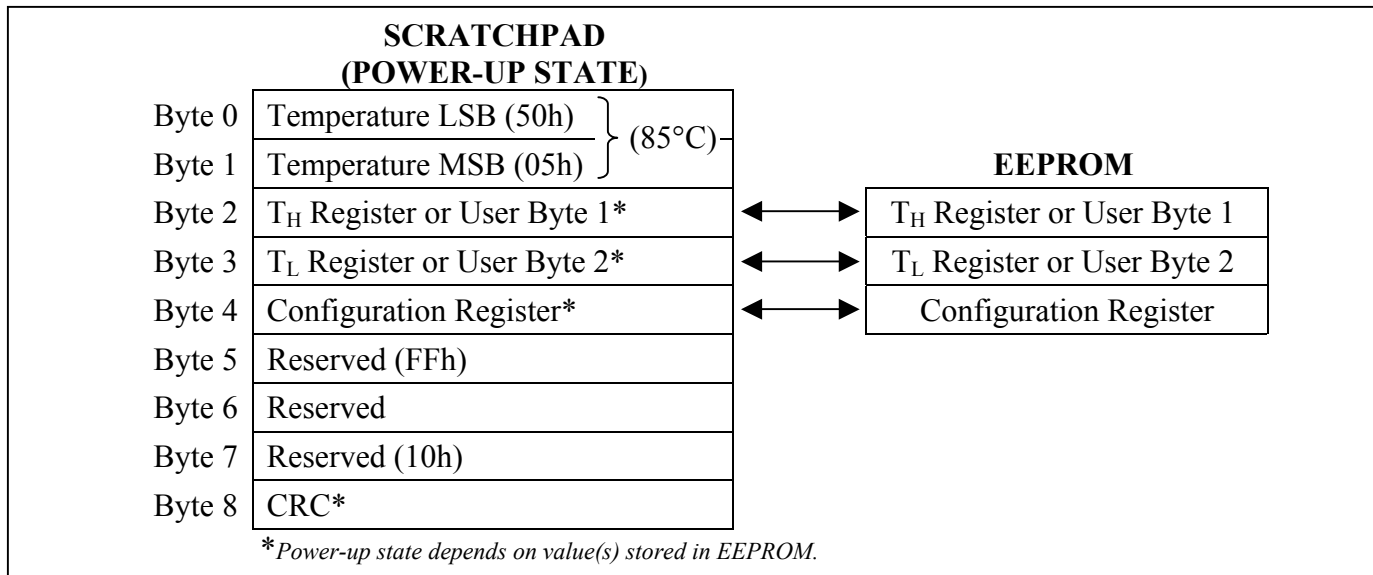 SCRATCHPAD
(POWER-UP STATE)
Byte 0 Temperature LSB (50h)
(85°C)
Byte 1 Temperature MSB (05h)
EEPROM
Byte 2 TH Register or User Byte 1* TH Register or User Byte 1
Byte 3 TL Register or User Byte 2* TL Register or User Byte 2
Byte 4 Configuration Register* Configuration Register
Byte 5 Reserved (FFh)
Byte 6 Reserved
Byte 7 Reserved (10h)
Byte 8 CRC*
*Power-up state depends on value(s) stored in EEPROM.